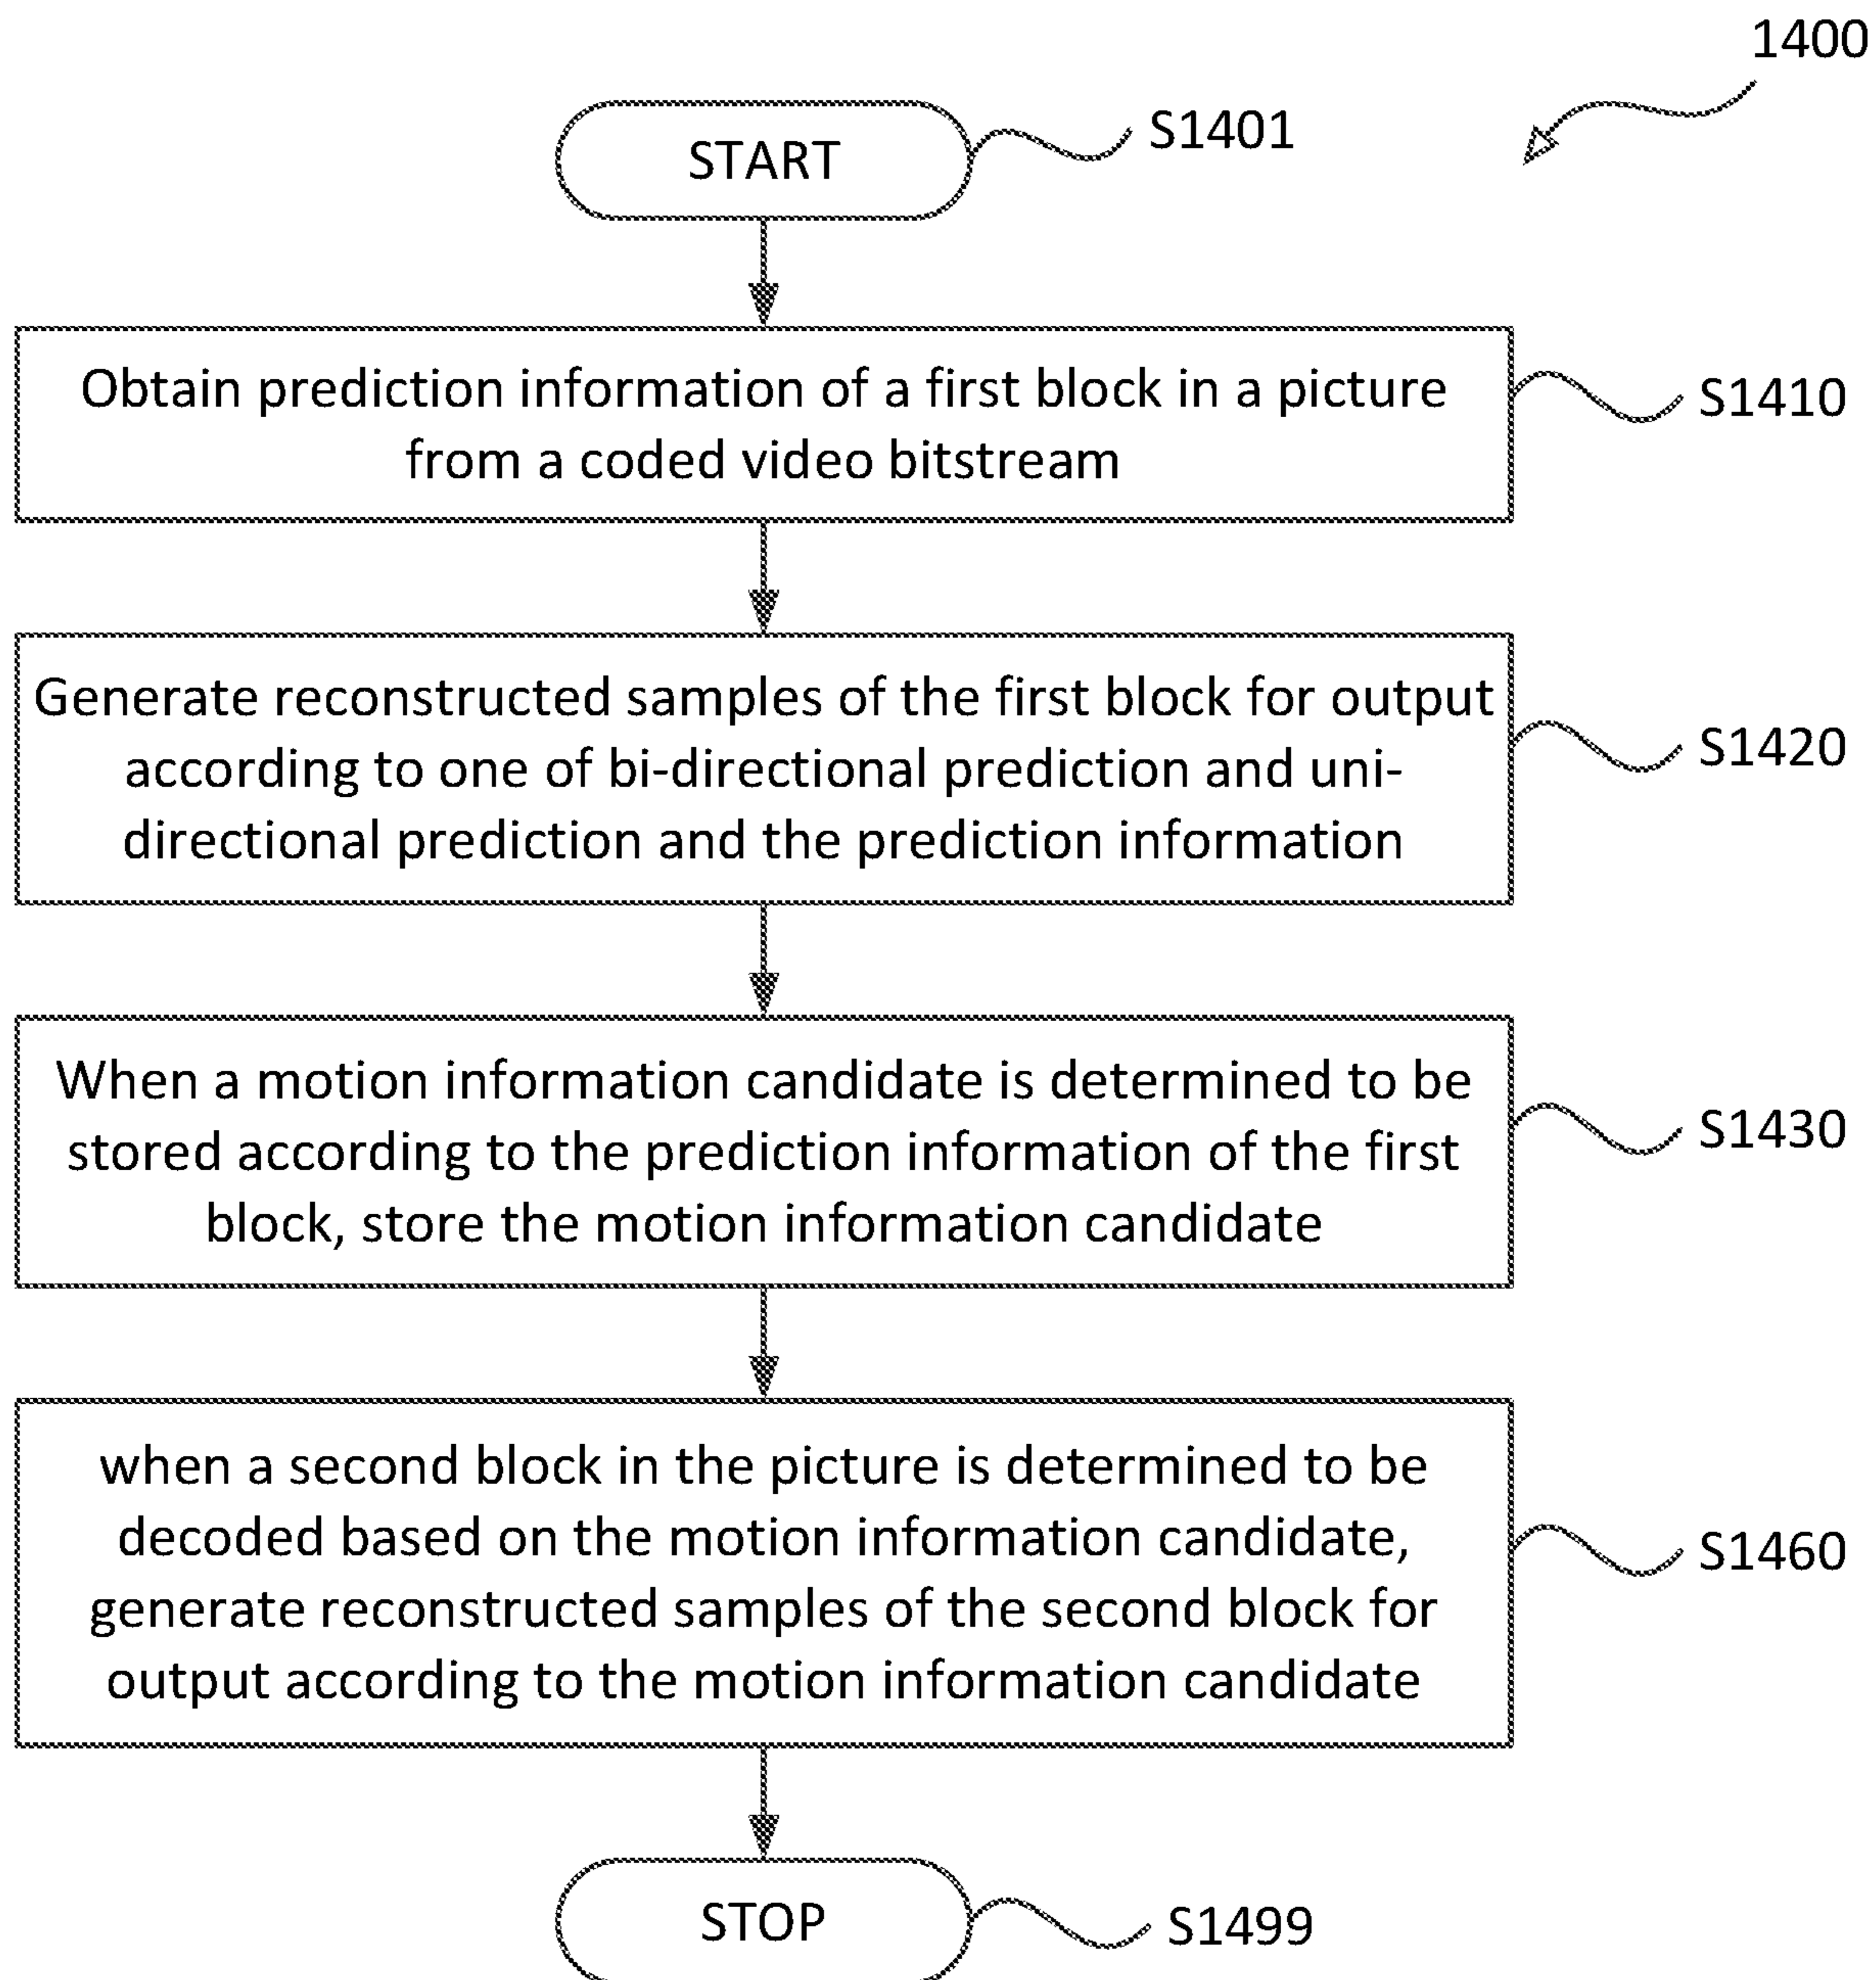 1400
START
S1401
Obtain prediction information of a first block in a picture
from a coded video bitstream
S1410
Generate reconstructed samples of the first block for output
according to one of bi-directional prediction and uni-
directional prediction and the prediction information
S1420
When a motion information candidate is determined to be
stored according to the prediction information of the first
block, store the motion information candidate
S1430
when a second block in the picture is determined to be
decoded based on the motion information candidate,
generate reconstructed samples of the second block for
output according to the motion information candidate
S1460
STOP
S1499